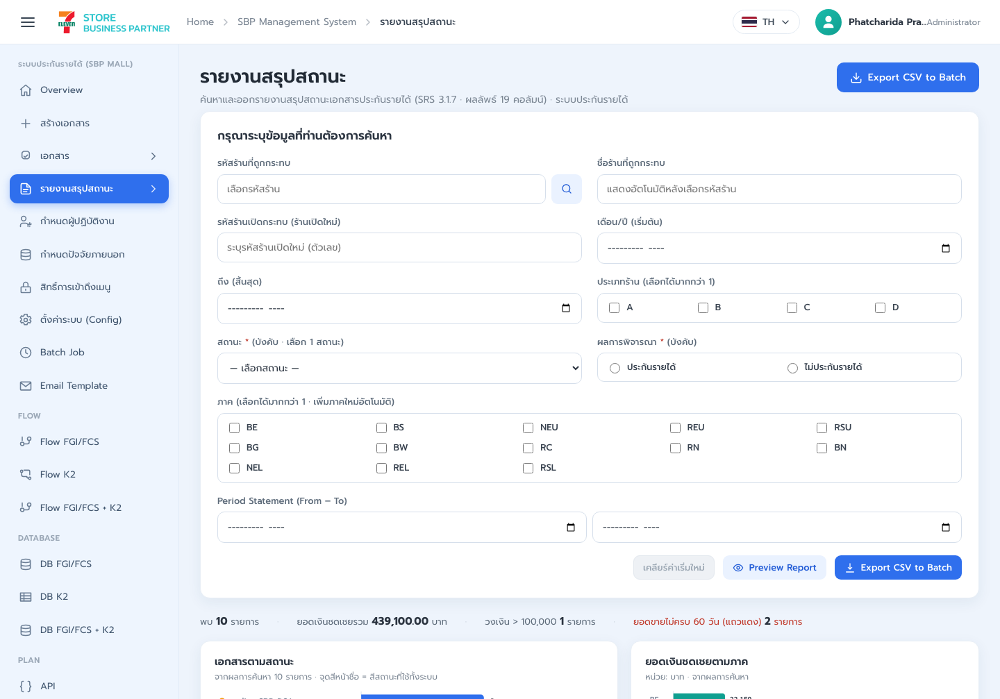 7 ELEVEN
STORE
BUSINESS PARTNER
Home > SBP Management System > รายงานสรุปสถานะ
TH
Phatcharida Pra… Administrator
ระบบประกันรายได้ (SBP MALL)
Overview
สร้างเอกสาร
เอกสาร
รายงานสรุปสถานะ
กำหนดผู้ปฏิบัติงาน
กำหนดปัจจัยภายนอก
สิทธิ์การเข้าถึงเมนู
ตั้งค่าระบบ (Config)
Batch Job
Email Template
FLOW
Flow FGI/FCS
Flow K2
Flow FGI/FCS + K2
DATABASE
DB FGI/FCS
DB K2
DB FGI/FCS + K2
PLAN
{ } API
รายงานสรุปสถานะ
Export CSV to Batch
ค้นหาและออกรายงานสรุปสถานะเอกสารประกันรายได้ (SRS 3.1.7 · ผลลัพธ์ 19 คอลัมน์) · ระบบประกันรายได้
กรุณาระบุข้อมูลที่ท่านต้องการค้นหา
รหัสร้านที่ถูกกระทบ
เลือกรหัสร้าน
ชื่อร้านที่ถูกกระทบ
แสดงอัตโนมัติหลังเลือกรหัสร้าน
รหัสร้านเปิดกระทบ (ร้านเปิดใหม่)
ระบุรหัสร้านเปิดใหม่ (ตัวเลข)
เดือน/ปี (เริ่มต้น)
--------- ----
ถึง (สิ้นสุด)
--------- ----
ประเภทร้าน (เลือกได้มากกว่า 1)
A B C D
สถานะ * (บังคับ · เลือก 1 สถานะ)
— เลือกสถานะ —
ผลการพิจารณา * (บังคับ)
ประกันรายได้ ไม่ประกันรายได้
ภาค (เลือกได้มากกว่า 1 · เพิ่มภาคใหม่อัตโนมัติ)
BE BS NEU REU RSU
BG BW RC RN BN
NEL REL RSL
Period Statement (From – To)
--------- ---- --------- ----
เคลียร์ค่าเริ่มใหม่ Preview Report Export CSV to Batch
พบ 10 รายการ · ยอดเงินชดเชยรวม 439,100.00 บาท · วงเงิน > 100,000 1 รายการ · ยอดขายไม่ครบ 60 วัน (แถวแดง) 2 รายการ
เอกสารตามสถานะ
จากผลการค้นหา 10 รายการ · จุดสีหน้าชื่อ = สีสถานะที่ใช้ทั้งระบบ
ยอดเงินชดเชยตามภาค
หน่วย: บาท · จากผลการค้นหา